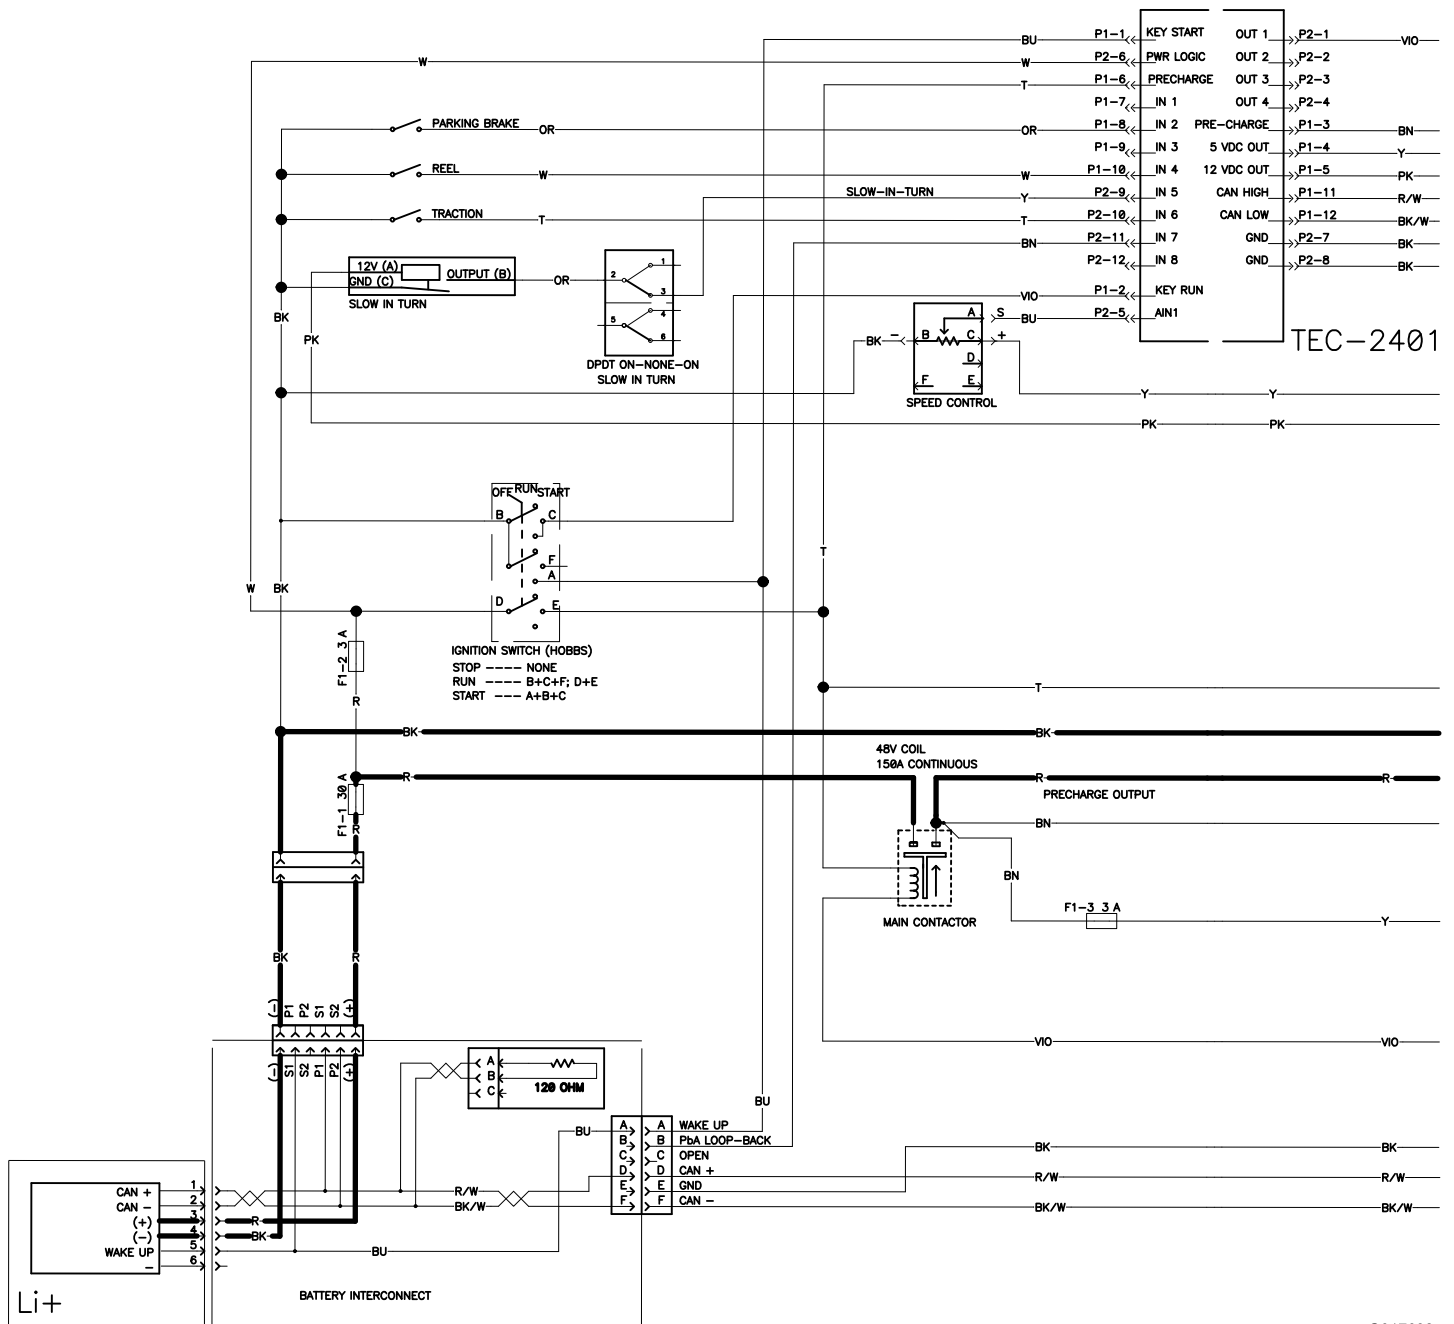 BU P1-1 KEY START OUT 1 P2-1 VIO
W W P2-6 PWR LOGIC OUT 2 P2-2
T P1-6 PRECHARGE OUT 3 P2-3
P1-7 IN 1 OUT 4 P2-4
PARKING BRAKE OR OR P1-8 IN 2 PRE-CHARGE P1-3 BN
P1-9 IN 3 5 VDC OUT P1-4 Y
REEL W W P1-10 IN 4 12 VDC OUT P1-5 PK
SLOW-IN-TURN Y P2-9 IN 5 CAN HIGH P1-11 R/W
TRACTION T T P2-10 IN 6 CAN LOW P1-12 BK/W
BN P2-11 IN 7 GND P2-7 BK
P2-12 IN 8 GND P2-8 BK
VIO P1-2 KEY RUN
BU P2-5 AIN1
TEC-2401
12V (A)
GND (C) OUTPUT (B) OR
SLOW IN TURN
2 1 3
5 4 6
DPDT ON-NONE-ON
SLOW IN TURN
BK
PK
BK - B A S
C +
D
F E
SPEED CONTROL
Y Y
PK PK
OFF RUN START
B C
F
A
D E
IGNITION SWITCH (HOBBS)
STOP ---- NONE
RUN ---- B+C+F; D+E
START --- A+B+C
T
W BK
F1-2 3 A
R
T
BK BK
48V COIL
150A CONTINUOUS
R R R
PRECHARGE OUTPUT
F1-1 30 A
R
BN
BN
MAIN CONTACTOR
F1-3 3 A
Y
BK R
(-) P1 P2 S1 S2 (+)
(-) S1 S2 P1 P2 (+)
VIO VIO
A
B
C
120 OHM
BU
BU A A WAKE UP
B B PbA LOOP-BACK
C C OPEN
D D CAN +
E E GND
F F CAN -
BK BK
R/W R/W
BK/W BK/W
CAN + 1 R/W
CAN - 2 BK/W
(+) 3 R
(-) 4 BK
WAKE UP 5 BU
- 6
Li+
BATTERY INTERCONNECT